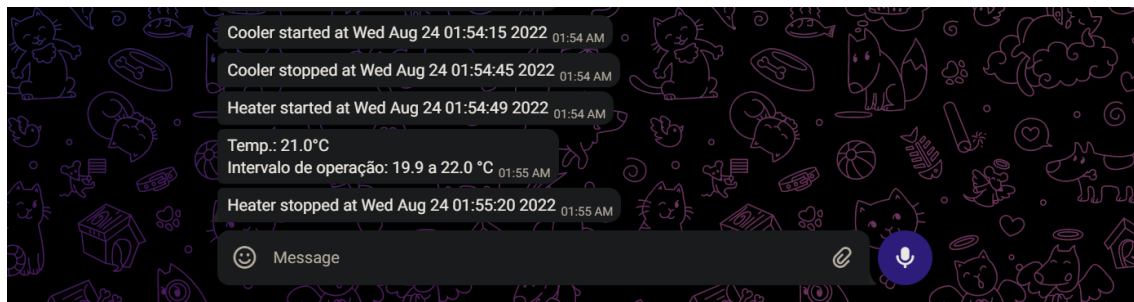 Cooler started at Wed Aug 24 01:54:15 2022 01:54 AM
Cooler stopped at Wed Aug 24 01:54:45 2022 01:54 AM
Heater started at Wed Aug 24 01:54:49 2022 01:54 AM
Temp.: 21.0°C
Intervalo de operação: 19.9 a 22.0 °C 01:55 AM
Heater stopped at Wed Aug 24 01:55:20 2022 01:55 AM
Message